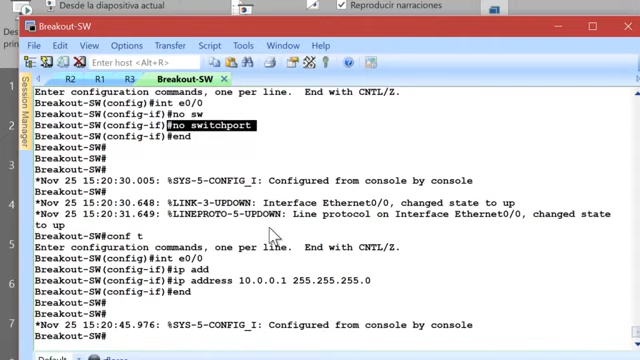 Desde la diapositiva actual
Reproducir narraciones
Breakout-SW
File Edit View Options Transfer Script Tools Window Help
Enter host <Alt+R>
R2 R1 R3 Breakout-SW
Session Manager
Enter configuration commands, one per line. End with CNTL/Z.
Breakout-SW(config)#int e0/0
Breakout-SW(config-if)#no sw
Breakout-SW(config-if)#no switchport
Breakout-SW(config-if)#end
Breakout-SW#
Breakout-SW#
Breakout-SW#
*Nov 25 15:20:30.005: %SYS-5-CONFIG_I: Configured from console by console
Breakout-SW#
*Nov 25 15:20:30.648: %LINK-3-UPDOWN: Interface Ethernet0/0, changed state to up
*Nov 25 15:20:31.649: %LINEPROTO-5-UPDOWN: Line protocol on Interface Ethernet0/0, changed state
to up
Breakout-SW#conf t
Enter configuration commands, one per line. End with CNTL/Z.
Breakout-SW(config)#int e0/0
Breakout-SW(config-if)#ip add
Breakout-SW(config-if)#ip address 10.0.0.1 255.255.255.0
Breakout-SW(config-if)#end
Breakout-SW#
*Nov 25 15:20:45.976: %SYS-5-CONFIG_I: Configured from console by console
Breakout-SW#
1
2
3
4
5
6
7
Default